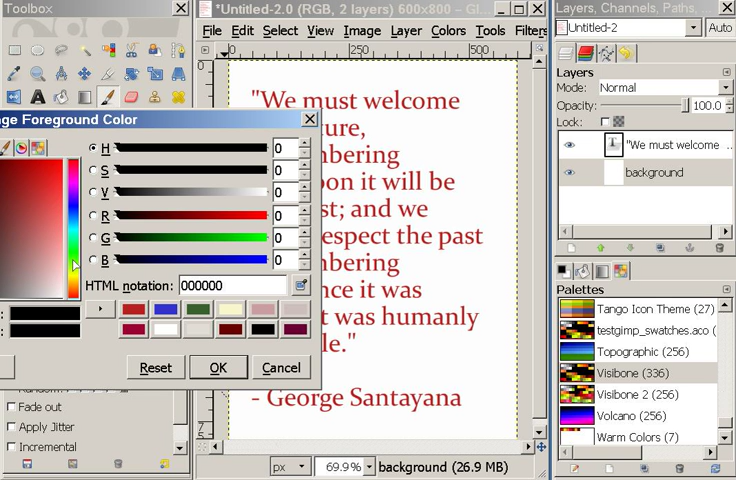 Toolbox
*Untitled-2.0 (RGB, 2 layers) 600x800 – GI...
Layers, Channels, Paths, ...
File Edit Select View Image Layer Colors Tools Filters
Untitled-2
Auto
0 250 500
Layers
Mode: Normal
Opacity: 100.0
Lock:
"We must welcome ..
background
nge Foreground Color
H 0
S 0
V 0
R 0
G 0
B 0
HTML notation: 000000
Reset OK Cancel
"We must welcome
ture,
mbering
oon it will be
st; and we
espect the past
mbering
nce it was
t was humanly
le."
- George Santayana
Fade out
Apply Jitter
Incremental
px 69.9% background (26.9 MB)
Palettes
Tango Icon Theme (27)
testgimp_swatches.aco (
Topographic (256)
Visibone (336)
Visibone 2 (256)
Volcano (256)
Warm Colors (7)